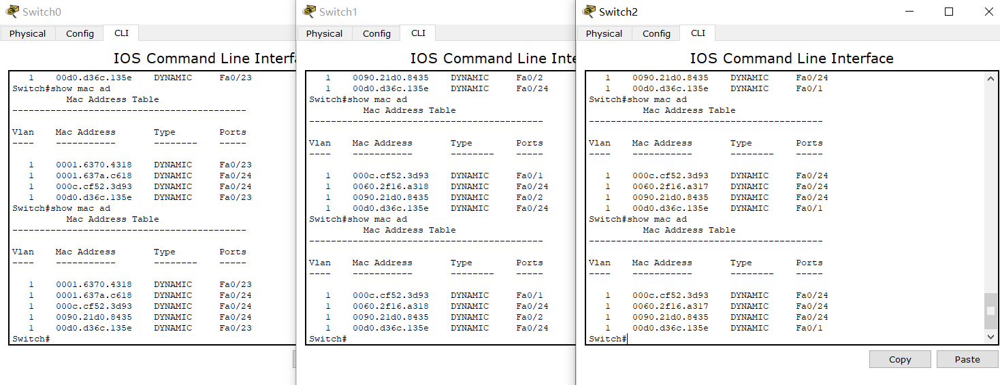 Switch0
Physical Config CLI
IOS Command Line Interfa
1 00d0.d36c.135e DYNAMIC Fa0/23
Switch#show mac ad
Mac Address Table
-------------------------------------------
Vlan Mac Address Type Ports
---- ----------- -------- -----
1 0001.6370.4318 DYNAMIC Fa0/23
1 0001.637a.c618 DYNAMIC Fa0/24
1 000c.cf52.3d93 DYNAMIC Fa0/24
1 00d0.d36c.135e DYNAMIC Fa0/23
Switch#show mac ad
Mac Address Table
-------------------------------------------
Vlan Mac Address Type Ports
---- ----------- -------- -----
1 0001.6370.4318 DYNAMIC Fa0/23
1 0001.637a.c618 DYNAMIC Fa0/24
1 000c.cf52.3d93 DYNAMIC Fa0/24
1 0090.21d0.8435 DYNAMIC Fa0/24
1 00d0.d36c.135e DYNAMIC Fa0/23
Switch#
Switch1
Physical Config CLI
IOS Command Line Inte
1 0090.21d0.8435 DYNAMIC Fa0/2
1 00d0.d36c.135e DYNAMIC Fa0/24
Switch#show mac ad
Mac Address Table
-------------------------------------------
Vlan Mac Address Type Ports
---- ----------- -------- -----
1 000c.cf52.3d93 DYNAMIC Fa0/1
1 0060.2f16.a318 DYNAMIC Fa0/24
1 0090.21d0.8435 DYNAMIC Fa0/2
1 00d0.d36c.135e DYNAMIC Fa0/24
Switch#show mac ad
Mac Address Table
-------------------------------------------
Vlan Mac Address Type Ports
---- ----------- -------- -----
1 000c.cf52.3d93 DYNAMIC Fa0/1
1 0060.2f16.a318 DYNAMIC Fa0/24
1 0090.21d0.8435 DYNAMIC Fa0/2
1 00d0.d36c.135e DYNAMIC Fa0/24
Switch#
Switch2
Physical Config CLI
IOS Command Line Interface
1 0090.21d0.8435 DYNAMIC Fa0/24
1 00d0.d36c.135e DYNAMIC Fa0/1
Switch#show mac ad
Mac Address Table
-------------------------------------------
Vlan Mac Address Type Ports
---- ----------- -------- -----
1 000c.cf52.3d93 DYNAMIC Fa0/24
1 0060.2f16.a317 DYNAMIC Fa0/24
1 0090.21d0.8435 DYNAMIC Fa0/24
1 00d0.d36c.135e DYNAMIC Fa0/1
Switch#show mac ad
Mac Address Table
-------------------------------------------
Vlan Mac Address Type Ports
---- ----------- -------- -----
1 000c.cf52.3d93 DYNAMIC Fa0/24
1 0060.2f16.a317 DYNAMIC Fa0/24
1 0090.21d0.8435 DYNAMIC Fa0/24
1 00d0.d36c.135e DYNAMIC Fa0/1
Switch#
Copy Paste